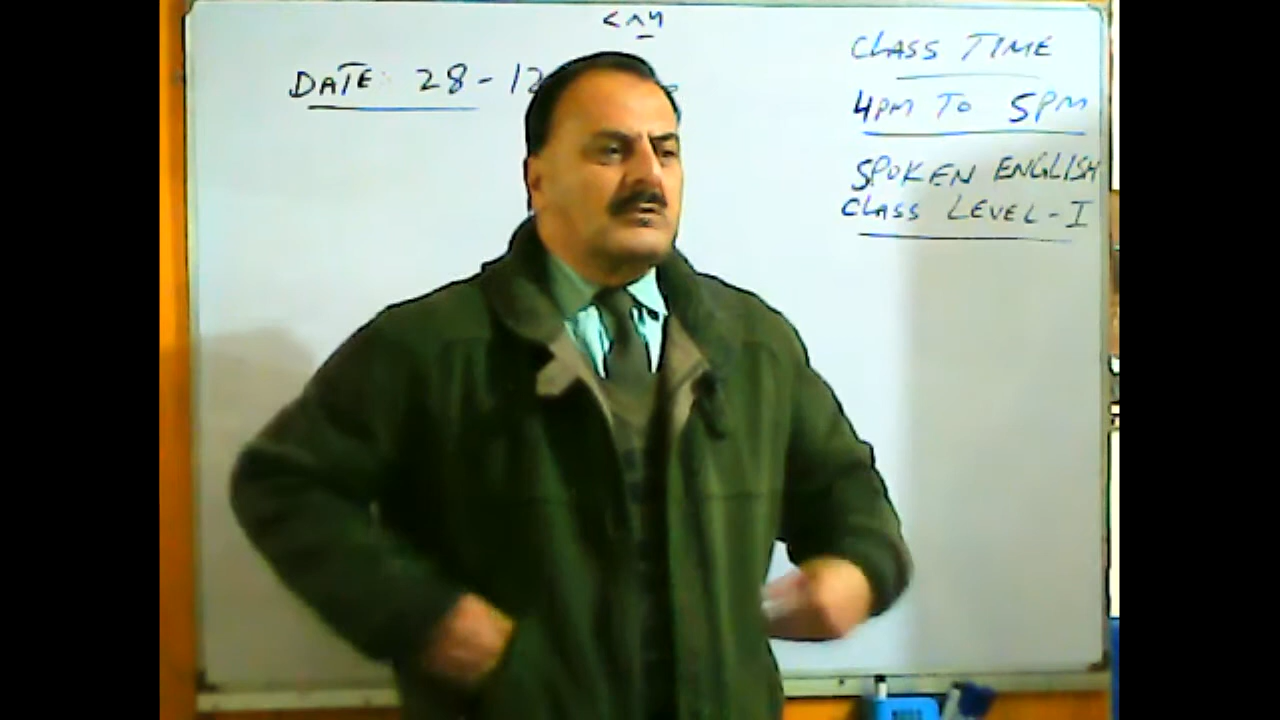 DATE: 28-12
CLASS TIME
4PM TO 5PM
SPOKEN ENGLISH
CLASS LEVEL-I